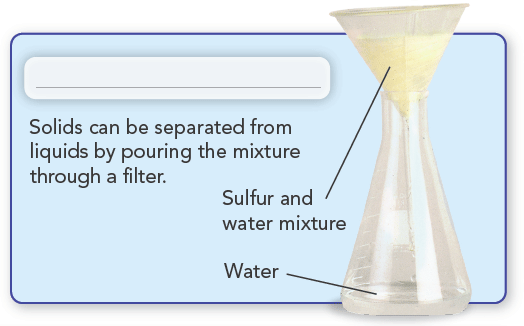 Solids can be separated from
liquids by pouring the mixture
through a filter.
Sulfur and
water mixture
Water